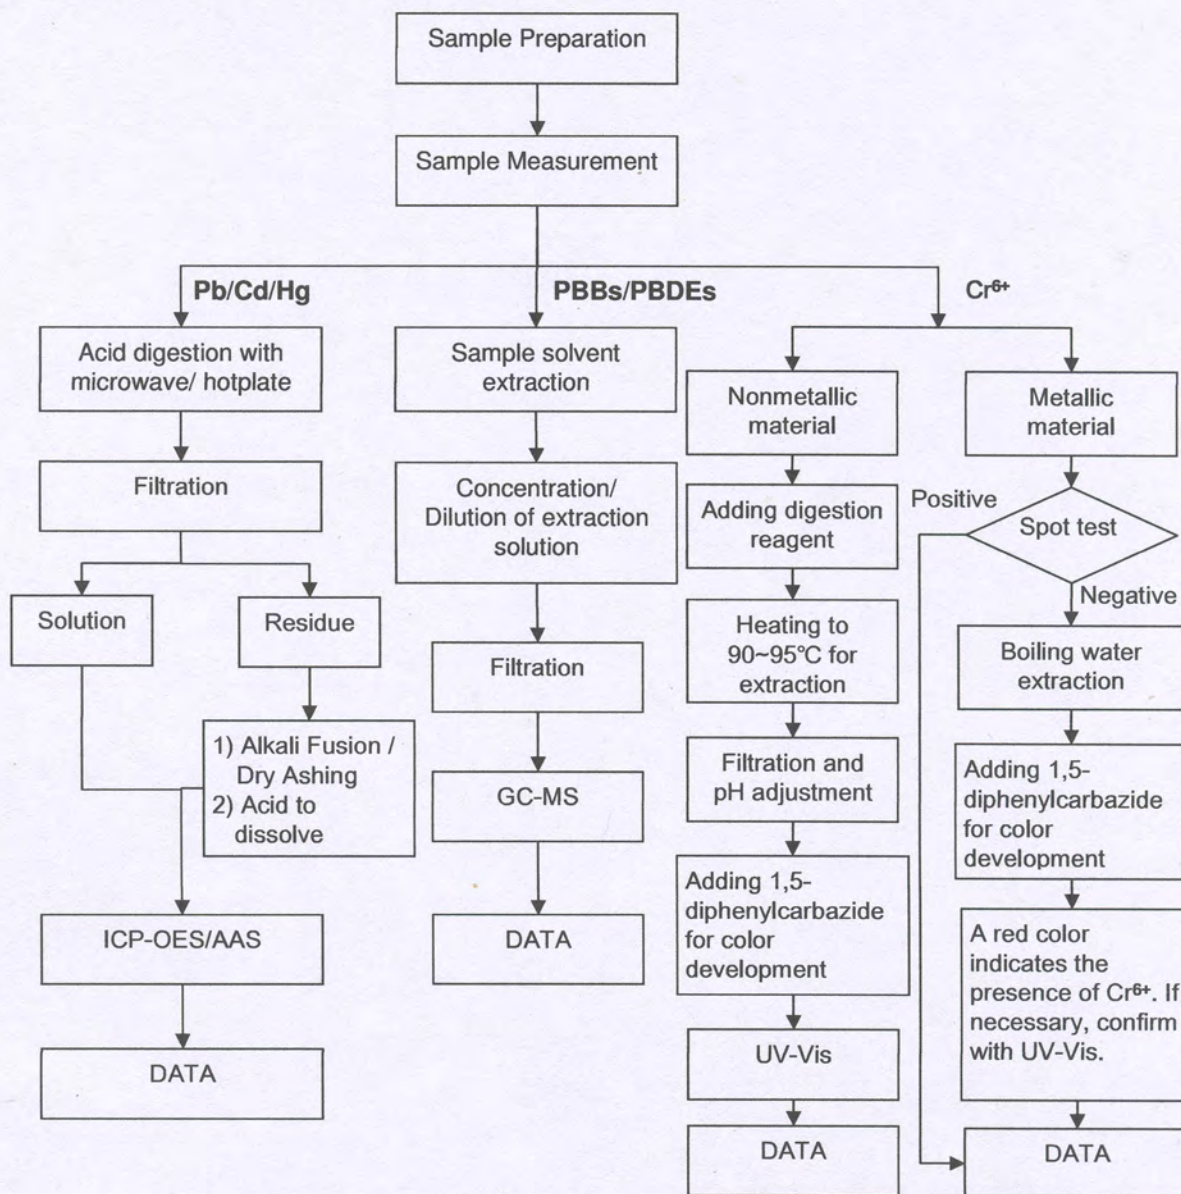 Sample Preparation
Sample Measurement
Pb/Cd/Hg
PBBs/PBDEs
Cr⁶⁺
Acid digestion with
microwave/ hotplate
Filtration
Solution
Residue
1) Alkali Fusion /
Dry Ashing
2) Acid to
dissolve
ICP-OES/AAS
DATA
Sample solvent
extraction
Concentration/
Dilution of extraction
solution
Filtration
GC-MS
DATA
Nonmetallic
material
Adding digestion
reagent
Heating to
90~95°C for
extraction
Filtration and
pH adjustment
Adding 1,5-
diphenylcarbazide
for color
development
UV-Vis
DATA
Metallic
material
Positive
Spot test
Negative
Boiling water
extraction
Adding 1,5-
diphenylcarbazide
for color
development
A red color
indicates the
presence of Cr⁶⁺. If
necessary, confirm
with UV-Vis.
DATA